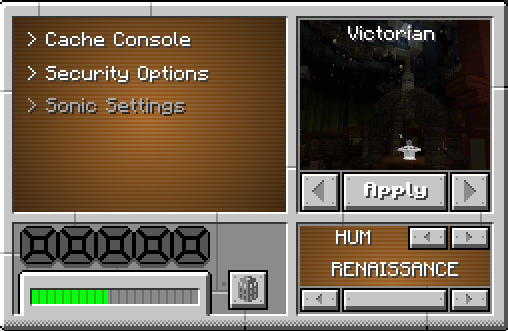 > Cache Console
> Security Options
> Sonic Settings
Victorian
Apply
HUM
RENAISSANCE